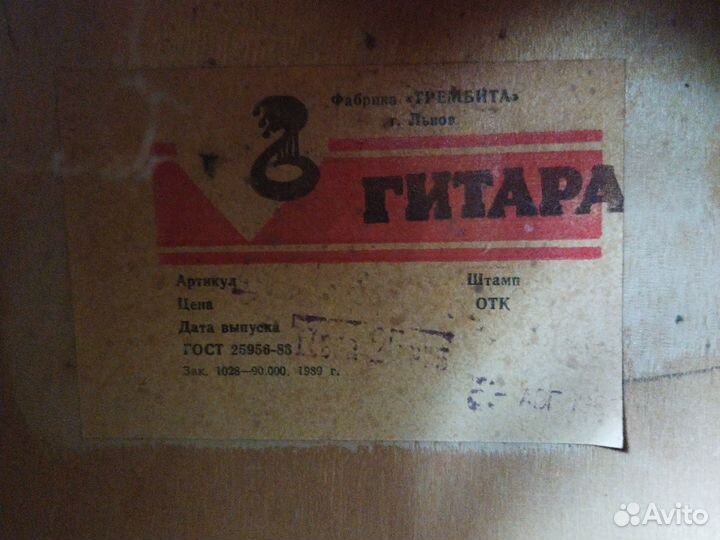 Фабрика «ТРЕМБИТА»
г. Львов
ГИТАРА
Артикул
Штамп
Цена
ОТК
Дата выпуска
ГОСТ 25956-83
Зак. 1028—90.000, 1989 г.
АВГ
Avito